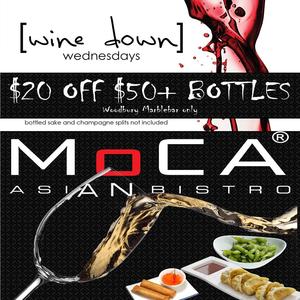 [wine down]
wednesdays
$20 OFF $50+ BOTTLES
Woodbury Marblebar only
bottled sake and champagne splits not included
MoCA®
ASIAN BISTRO